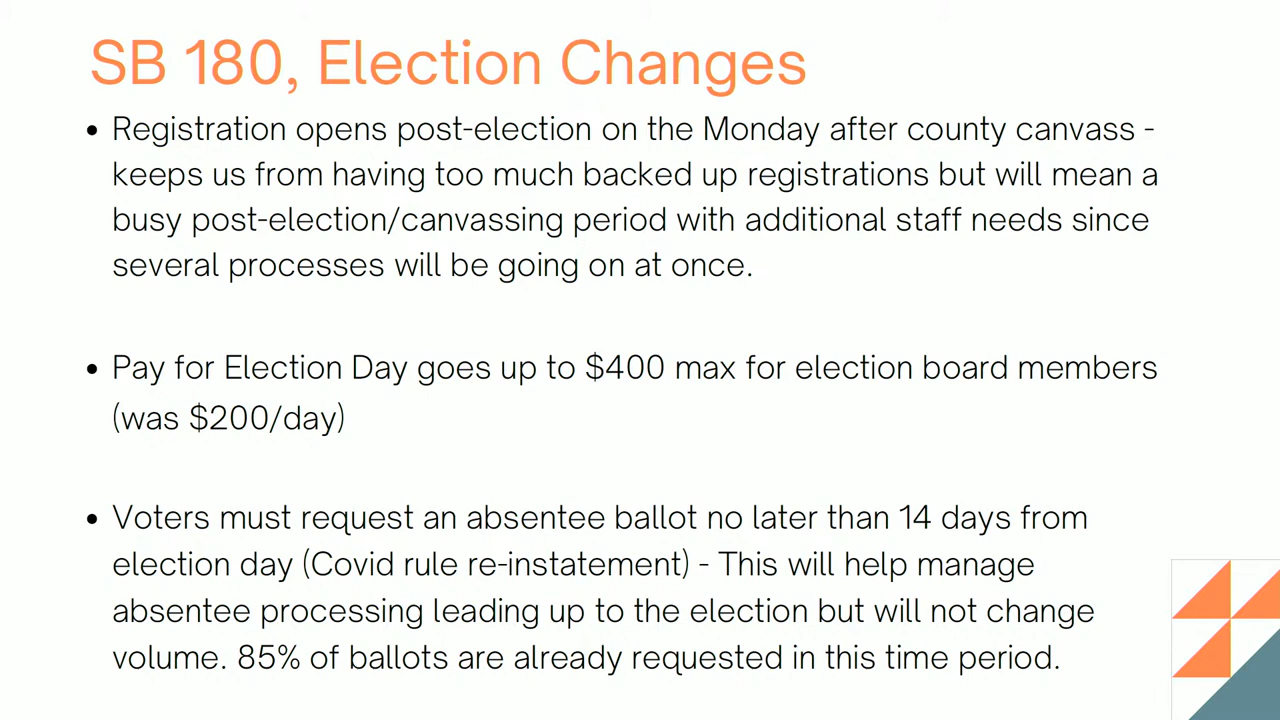 SB 180, Election Changes
• Registration opens post-election on the Monday after county canvass -
keeps us from having too much backed up registrations but will mean a
busy post-election/canvassing period with additional staff needs since
several processes will be going on at once.
• Pay for Election Day goes up to $400 max for election board members
(was $200/day)
• Voters must request an absentee ballot no later than 14 days from
election day (Covid rule re-instatement) - This will help manage
absentee processing leading up to the election but will not change
volume. 85% of ballots are already requested in this time period.